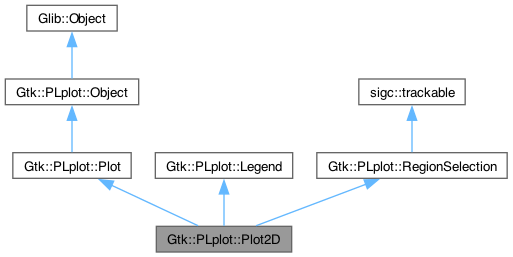 Glib::Object
Gtk::PLplot::Object
sigc::trackable
Gtk::PLplot::Plot
Gtk::PLplot::Legend
Gtk::PLplot::RegionSelection
Gtk::PLplot::Plot2D